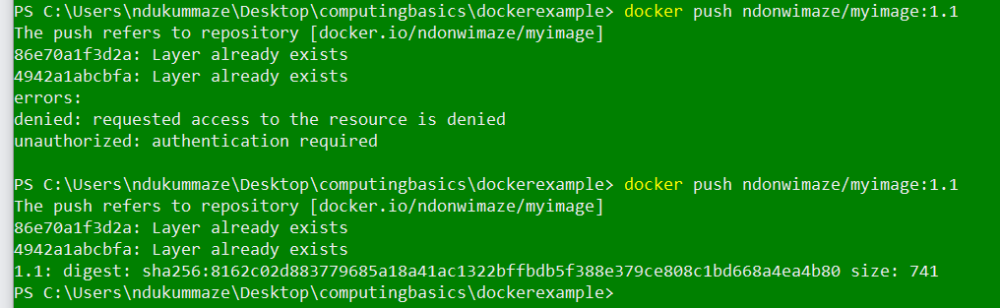 PS C:\Users\ndukummaze\Desktop\computingbasics\dockerexample> docker push ndonwimaze/myimage:1.1
The push refers to repository [docker.io/ndonwimaze/myimage]
86e70a1f3d2a: Layer already exists
4942a1abcbfa: Layer already exists
errors:
denied: requested access to the resource is denied
unauthorized: authentication required
PS C:\Users\ndukummaze\Desktop\computingbasics\dockerexample> docker push ndonwimaze/myimage:1.1
The push refers to repository [docker.io/ndonwimaze/myimage]
86e70a1f3d2a: Layer already exists
4942a1abcbfa: Layer already exists
1.1: digest: sha256:8162c02d883779685a18a41ac1322bffbdb5f388e379ce808c1bd668a4ea4b80 size: 741
PS C:\Users\ndukummaze\Desktop\computingbasics\dockerexample>